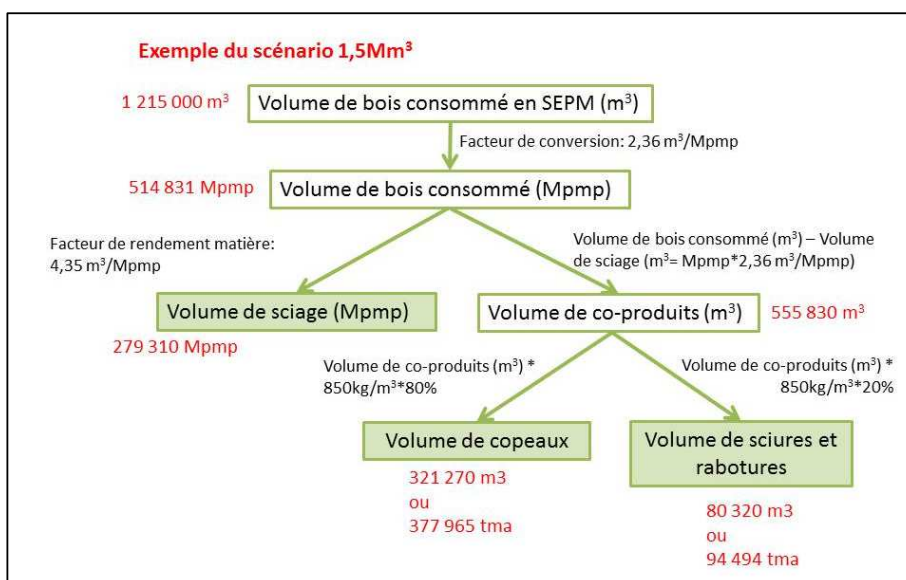 Exemple du scénario 1,5Mm³
1 215 000 m³
Volume de bois consommé en SEPM (m³)
Facteur de conversion: 2,36 m³/Mpmp
514 831 Mpmp
Volume de bois consommé (Mpmp)
Facteur de rendement matière:
4,35 m³/Mpmp
Volume de bois consommé (m³) – Volume
de sciage (m³= Mpmp*2,36 m³/Mpmp)
Volume de sciage (Mpmp)
279 310 Mpmp
Volume de co-produits (m³)
555 830 m³
Volume de co-produits (m³) *
850kg/m³*80%
Volume de co-produits (m³) *
850kg/m³*20%
Volume de copeaux
321 270 m3
ou
377 965 tma
Volume de sciures et
rabotures
80 320 m3
ou
94 494 tma